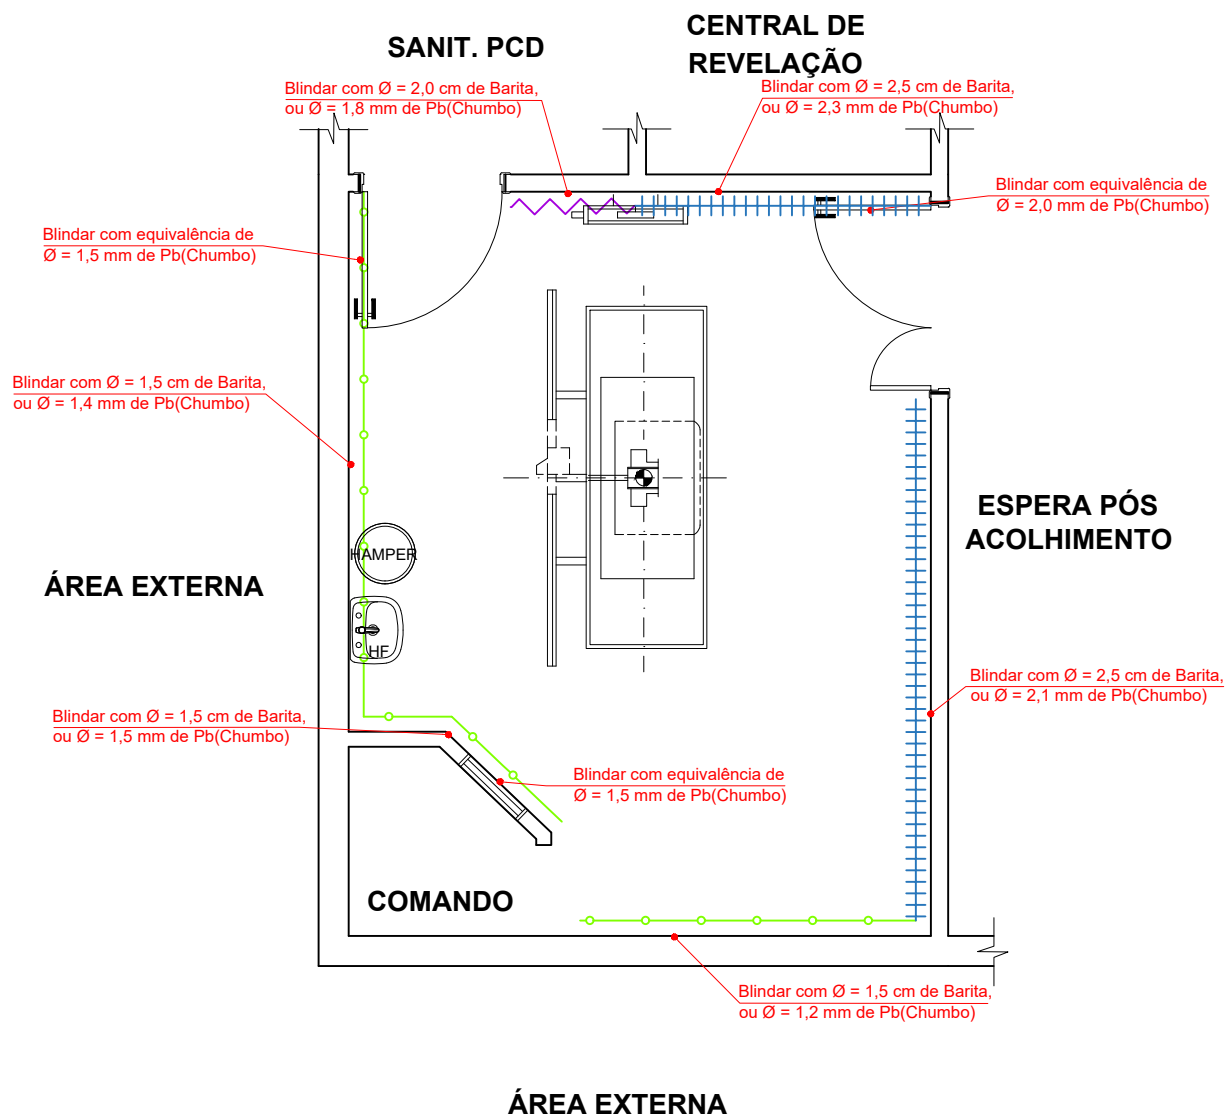 CENTRAL DE
REVELAÇÃO
SANIT. PCD
Blindar com Ø = 2,0 cm de Barita,
ou Ø = 1,8 mm de Pb(Chumbo)
Blindar com Ø = 2,5 cm de Barita,
ou Ø = 2,3 mm de Pb(Chumbo)
Blindar com equivalência de
Ø = 2,0 mm de Pb(Chumbo)
Blindar com equivalência de
Ø = 1,5 mm de Pb(Chumbo)
Blindar com Ø = 1,5 cm de Barita,
ou Ø = 1,4 mm de Pb(Chumbo)
ESPERA PÓS
ACOLHIMENTO
HAMPER
ÁREA EXTERNA
HF
Blindar com Ø = 2,5 cm de Barita,
ou Ø = 2,1 mm de Pb(Chumbo)
Blindar com Ø = 1,5 cm de Barita,
ou Ø = 1,5 mm de Pb(Chumbo)
Blindar com equivalência de
Ø = 1,5 mm de Pb(Chumbo)
COMANDO
Blindar com Ø = 1,5 cm de Barita,
ou Ø = 1,2 mm de Pb(Chumbo)
ÁREA EXTERNA